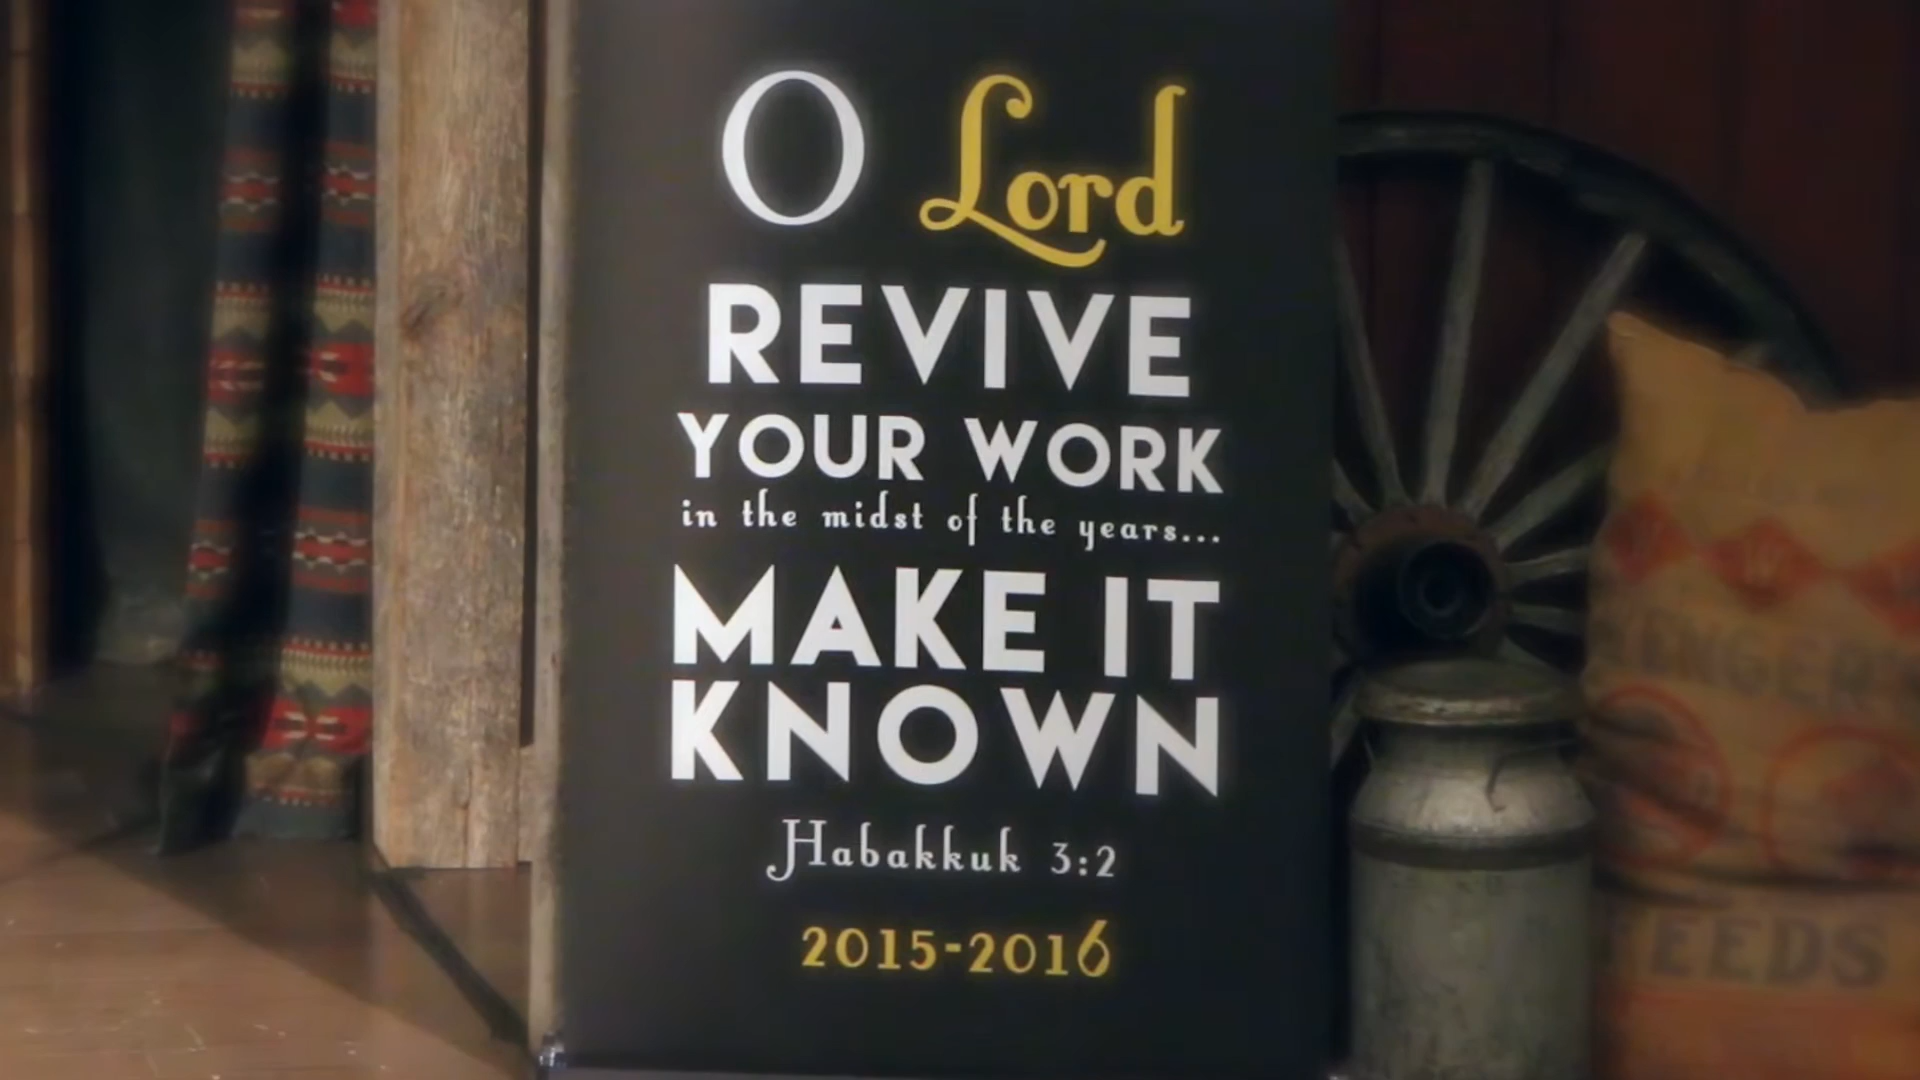 O Lord
REVIVE
YOUR WORK
in the midst of the years...
MAKE IT
KNOWN
Habakkuk 3:2
2015-2016